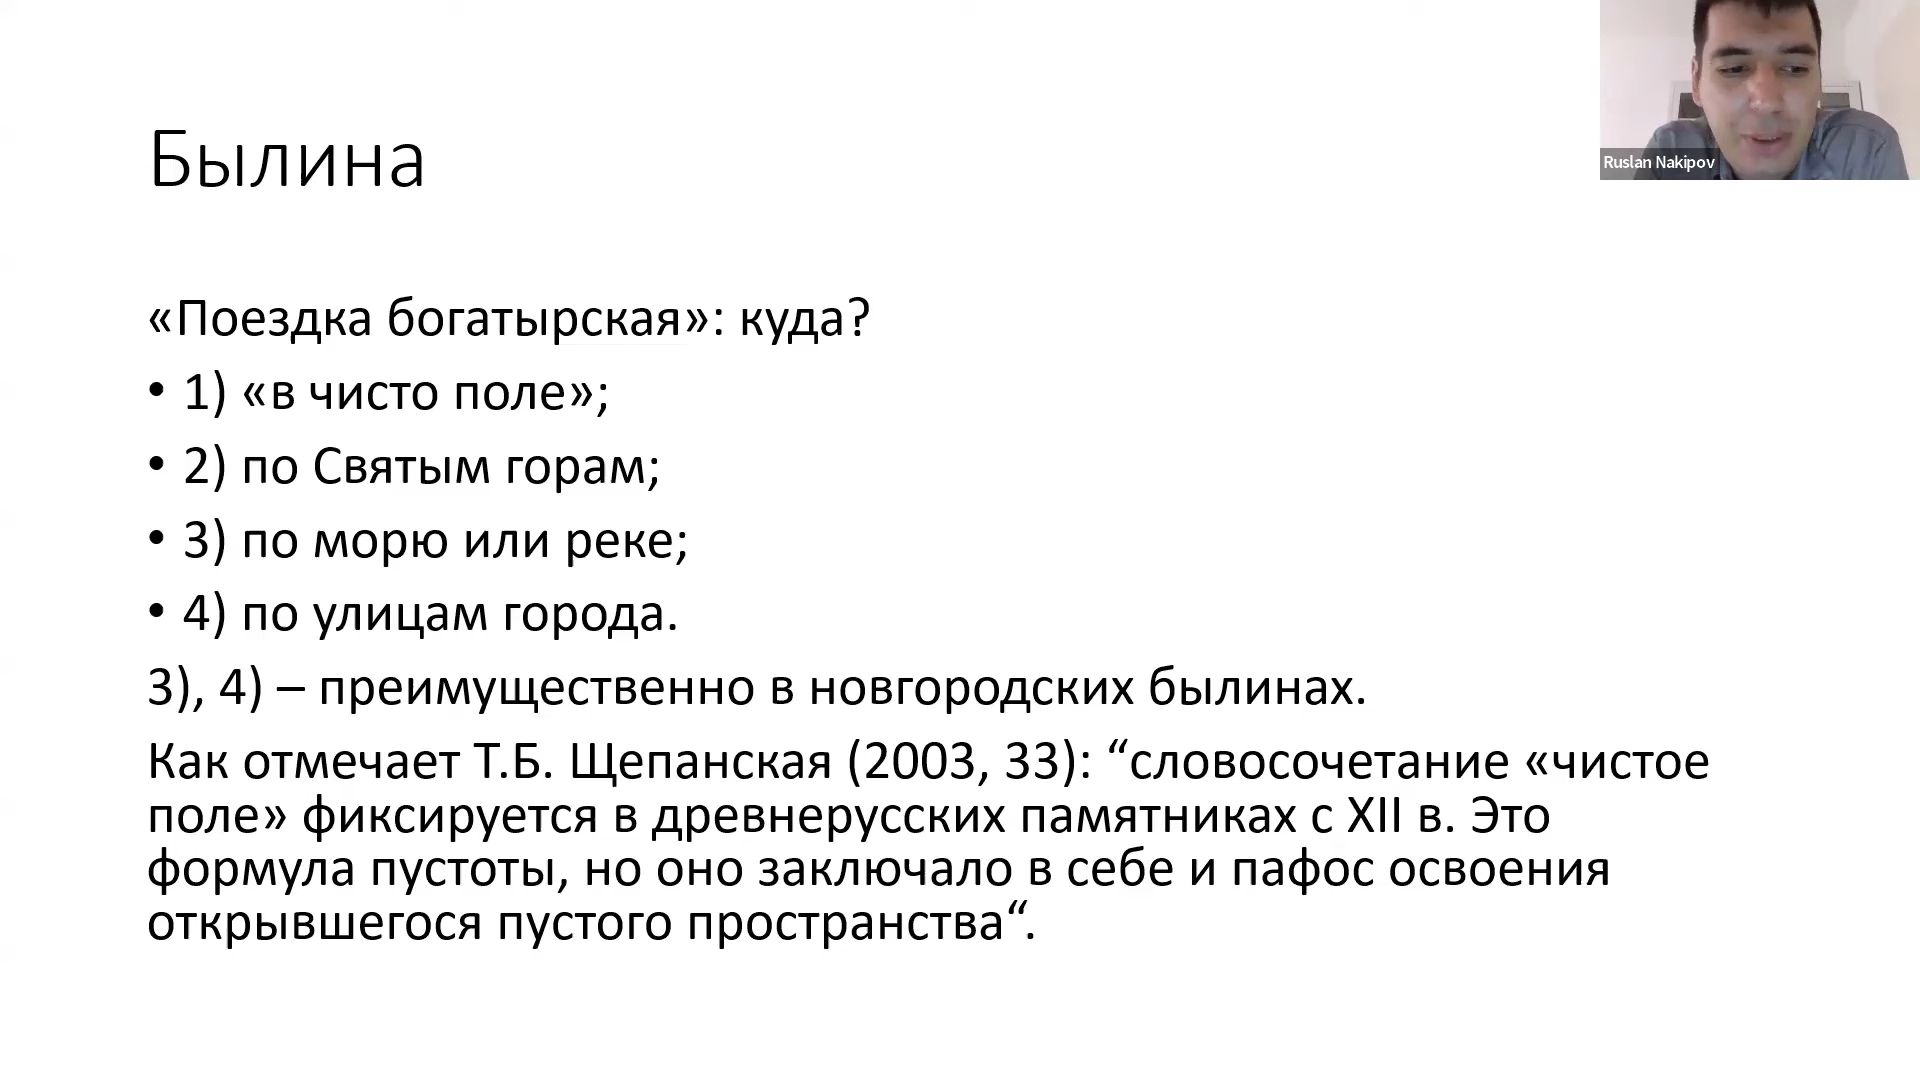 Былина
Ruslan Nakipov
«Поездка богатырская»: куда?
• 1) «в чисто поле»;
• 2) по Святым горам;
• 3) по морю или реке;
• 4) по улицам города.
3), 4) – преимущественно в новгородских былинах.
Как отмечает Т.Б. Щепанская (2003, 33): “словосочетание «чистое
поле» фиксируется в древнерусских памятниках с XII в. Это
формула пустоты, но оно заключало в себе и пафос освоения
открывшегося пустого пространства“.